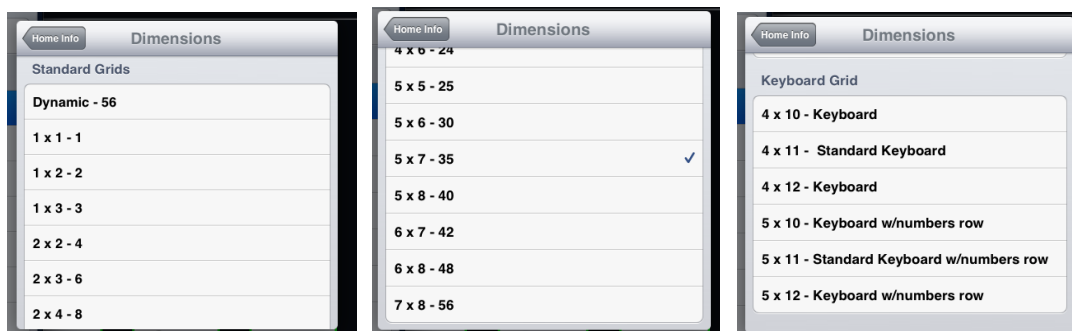 Home Info
Dimensions
Standard Grids
Dynamic - 56
1 x 1 - 1
1 x 2 - 2
1 x 3 - 3
2 x 2 - 4
2 x 3 - 6
2 x 4 - 8
Home Info
Dimensions
4 x 6 - 24
5 x 5 - 25
5 x 6 - 30
5 x 7 - 35 ✓
5 x 8 - 40
6 x 7 - 42
6 x 8 - 48
7 x 8 - 56
Home Info
Dimensions
Keyboard Grid
4 x 10 - Keyboard
4 x 11 -  Standard Keyboard
4 x 12 - Keyboard
5 x 10 - Keyboard w/numbers row
5 x 11 - Standard Keyboard w/numbers row
5 x 12 - Keyboard w/numbers row